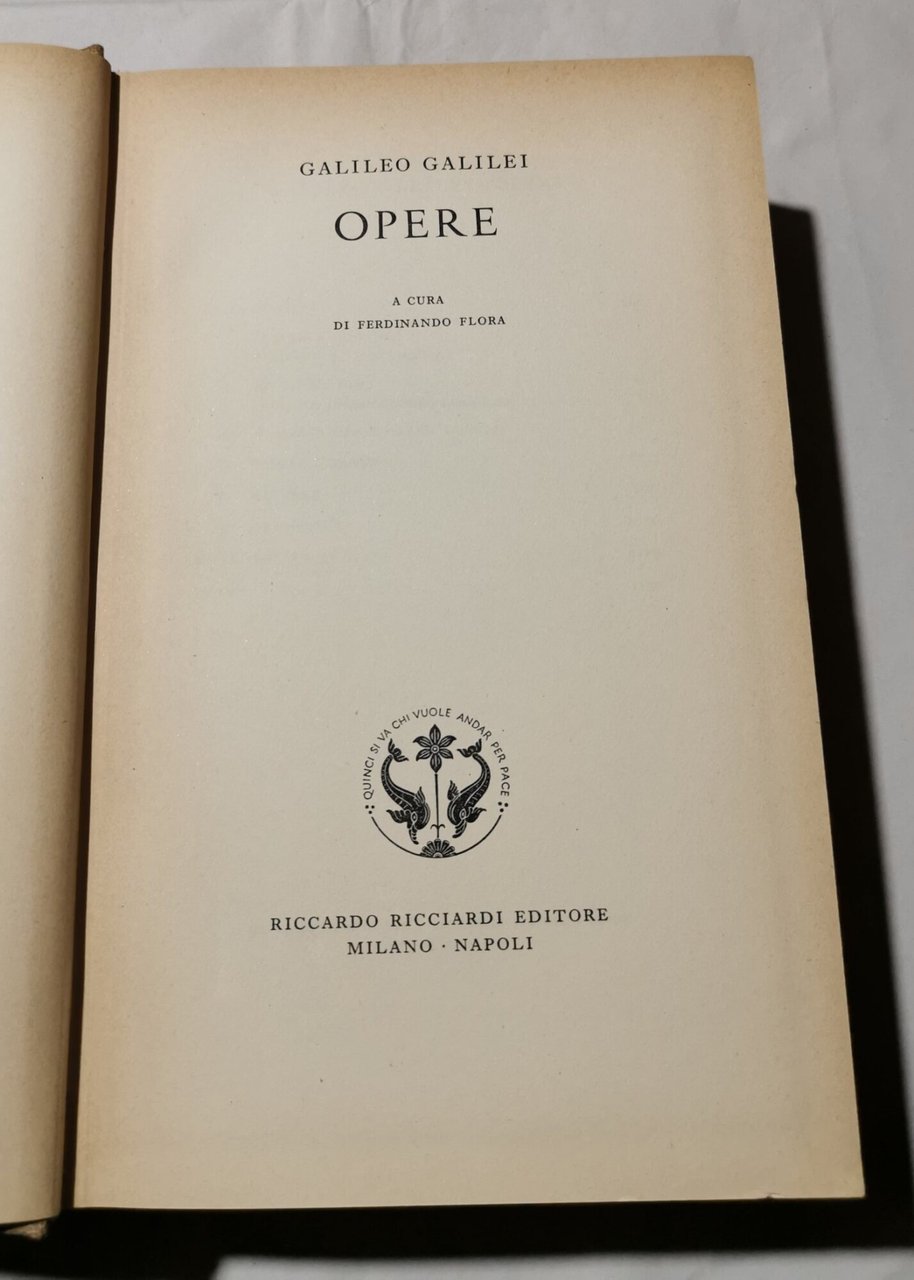 GALILEO GALILEI
OPERE
A CURA
DI FERDINANDO FLORA
QUINCI SI VA CHI VUOLE ANDAR PER PACE
RICCARDO RICCIARDI EDITORE
MILANO · NAPOLI